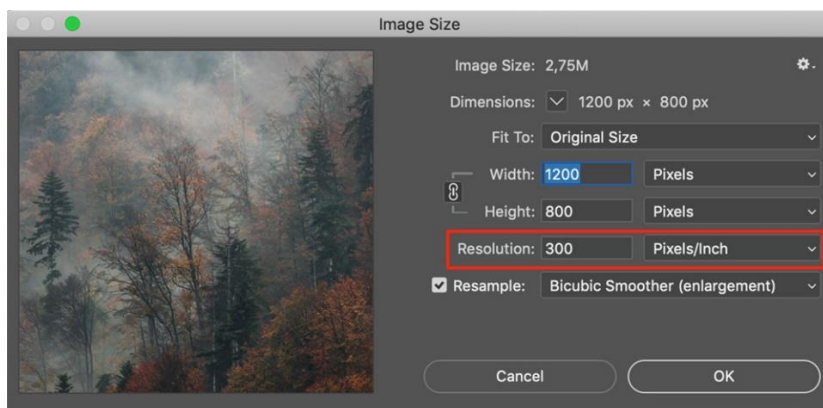 Image Size
Image Size: 2,75M
Dimensions: 1200 px × 800 px
Fit To: Original Size
Width: 1200 Pixels
Height: 800 Pixels
Resolution: 300 Pixels/Inch
Resample: Bicubic Smoother (enlargement)
Cancel OK